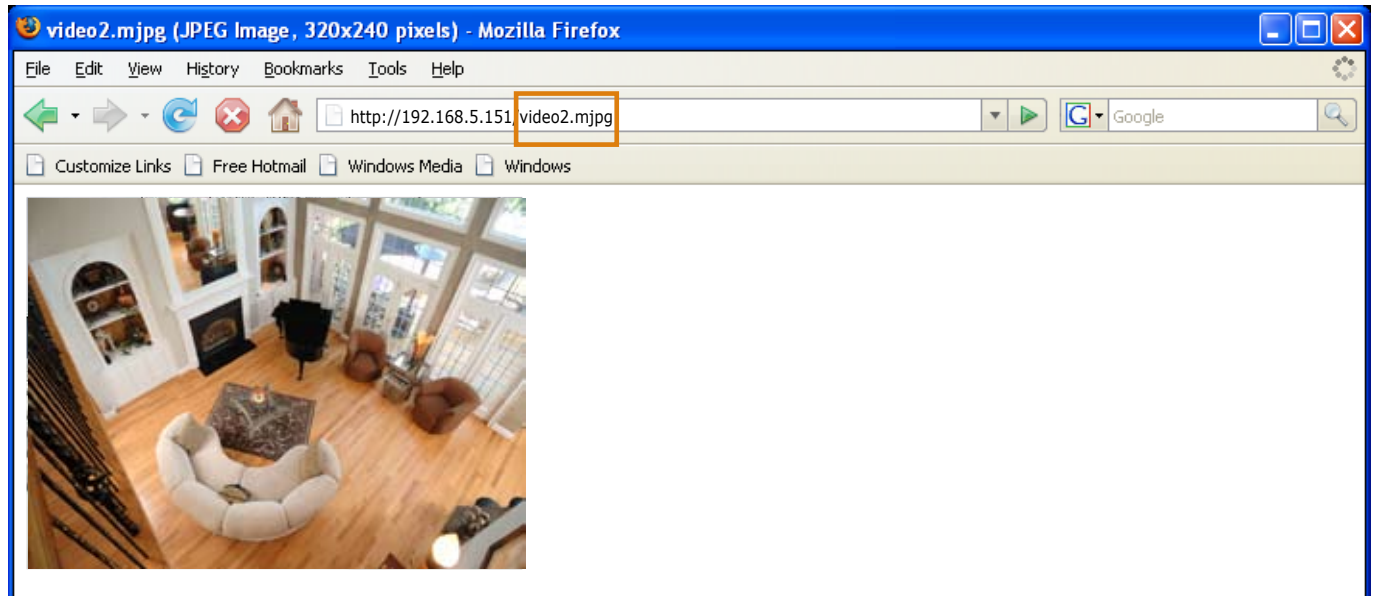 video2.mjpg (JPEG Image, 320x240 pixels) - Mozilla Firefox
File Edit View History Bookmarks Tools Help
http://192.168.5.151/video2.mjpg G Google
Customize Links Free Hotmail Windows Media Windows